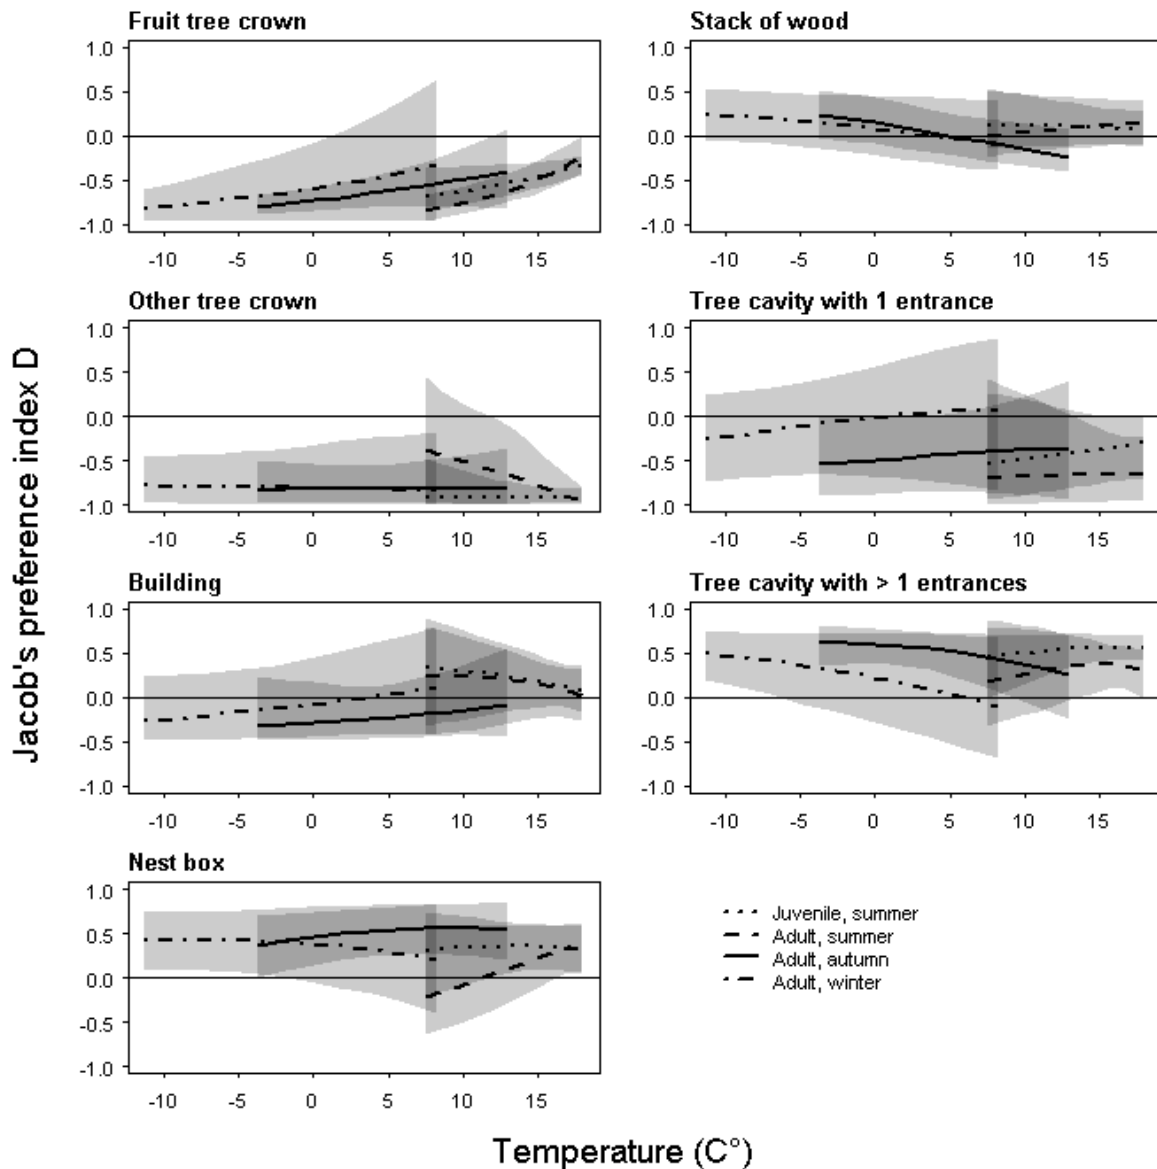 Fruit tree crown
1.0
0.5
0.0
-0.5
-1.0
-10 -5 0 5 10 15
Stack of wood
1.0
0.5
0.0
-0.5
-1.0
-10 -5 0 5 10 15
Other tree crown
1.0
0.5
0.0
-0.5
-1.0
-10 -5 0 5 10 15
Tree cavity with 1 entrance
1.0
0.5
0.0
-0.5
-1.0
-10 -5 0 5 10 15
Building
1.0
0.5
0.0
-0.5
-1.0
-10 -5 0 5 10 15
Tree cavity with > 1 entrances
1.0
0.5
0.0
-0.5
-1.0
-10 -5 0 5 10 15
Nest box
1.0
0.5
0.0
-0.5
-1.0
-10 -5 0 5 10 15
Juvenile, summer
Adult, summer
Adult, autumn
Adult, winter
Jacob's preference index D
Temperature (C°)